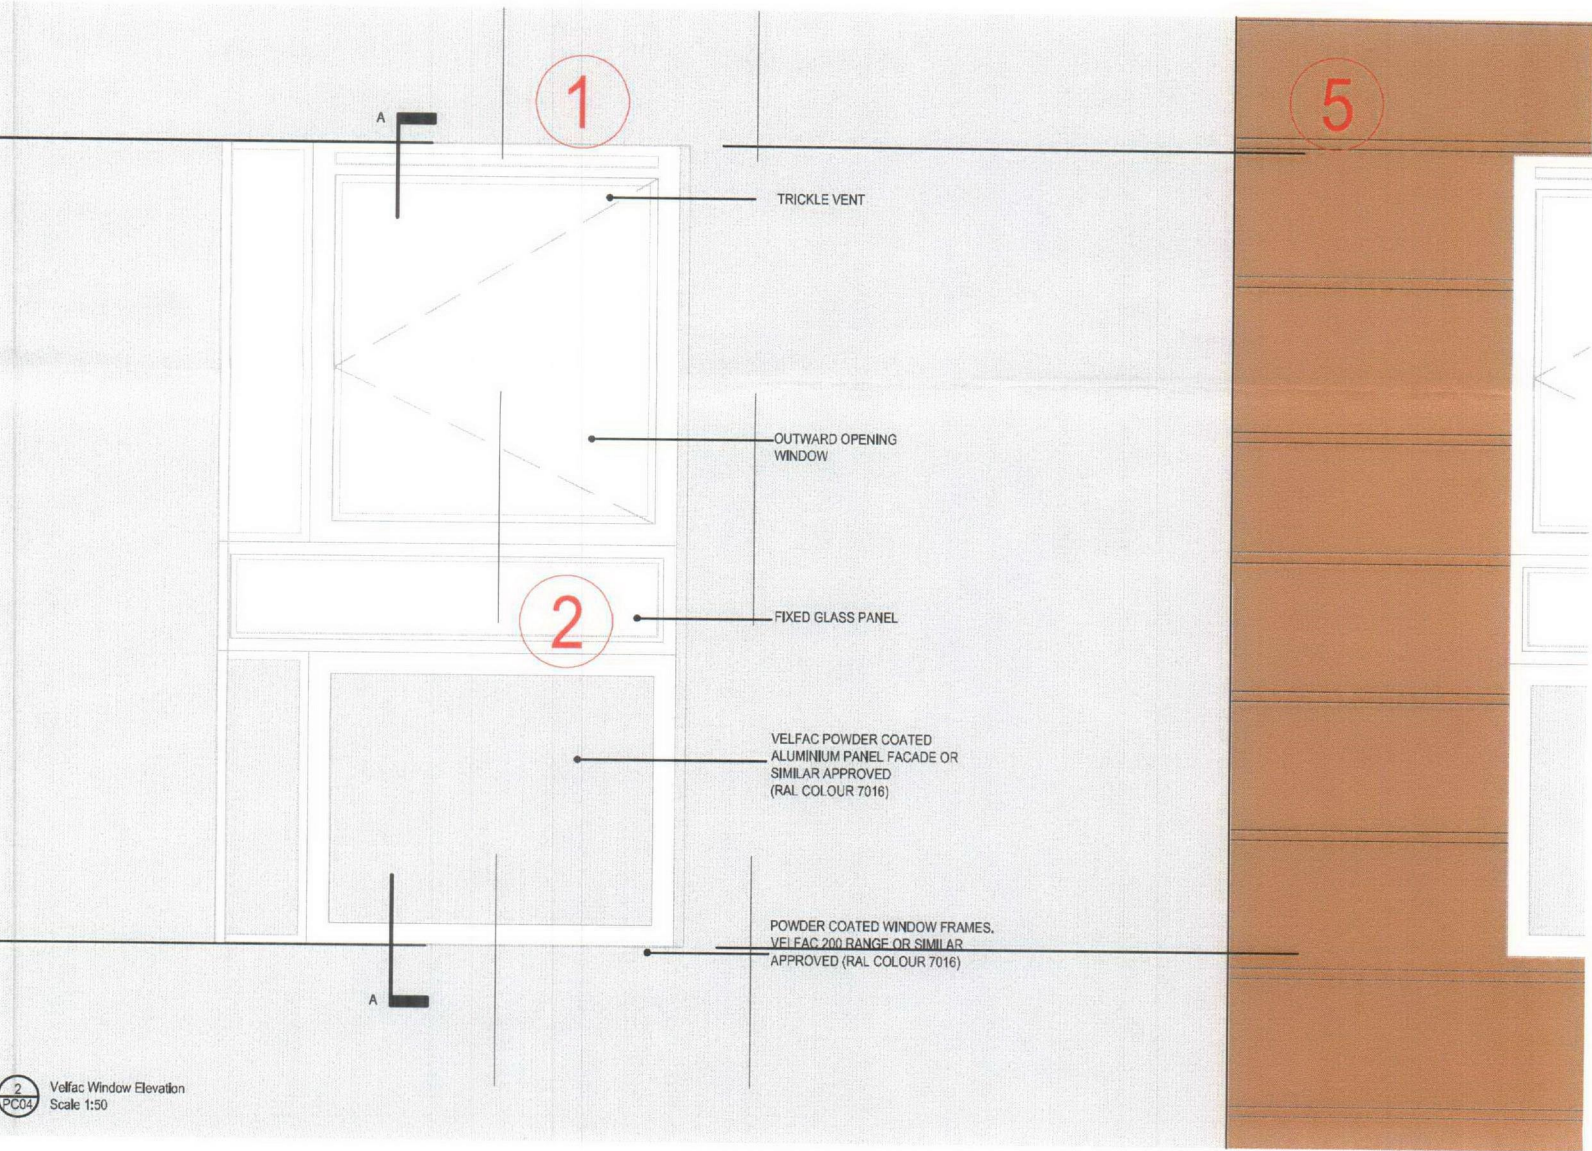 1
5
A
TRICKLE VENT
OUTWARD OPENING
WINDOW
2
FIXED GLASS PANEL
VELFAC POWDER COATED
ALUMINIUM PANEL FACADE OR
SIMILAR APPROVED
(RAL COLOUR 7016)
POWDER COATED WINDOW FRAMES.
VELFAC 200 RANGE OR SIMILAR
APPROVED (RAL COLOUR 7016)
A
2
PC04
Velfac Window Elevation
Scale 1:50